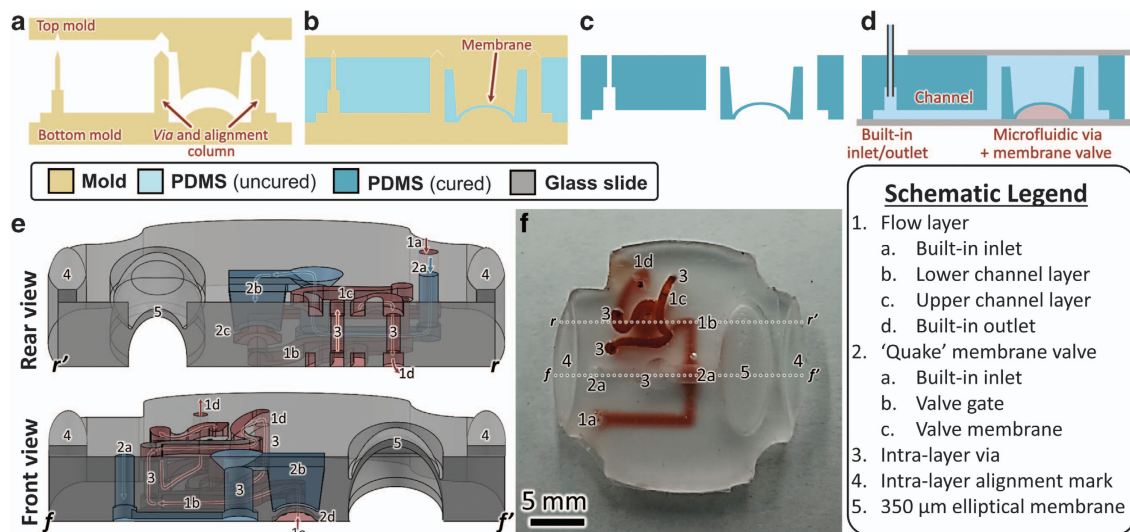 a
Top mold
Via and alignment
column
Bottom mold
b
Membrane
c
d
Channel
Built-in
inlet/outlet
Microfluidic via
+ membrane valve
Mold
PDMS (uncured)
PDMS (cured)
Glass slide
e
Rear view
4
5
2b
1c
1a
2a
4
2c
3
3
1b
1d
r'
r
Front view
4
2a
1d
1d
3
5
4
3
3
2b
1b
2d
1a
f
f'
f
1d
3
1c
r
3
1b
r'
3
4
4
f
2a
3
2a
5
f'
1a
5 mm
Schematic Legend
1. Flow layer
a. Built-in inlet
b. Lower channel layer
c. Upper channel layer
d. Built-in outlet
2. ‘Quake’ membrane valve
a. Built-in inlet
b. Valve gate
c. Valve membrane
3. Intra-layer via
4. Intra-layer alignment mark
5. 350 µm elliptical membrane